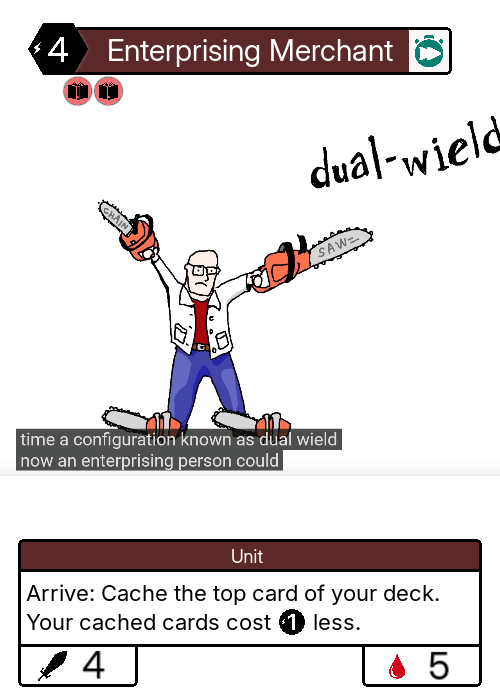 4 Enterprising Merchant
dual-wield
CHAIN
SAW=
time a configuration known as dual wield
now an enterprising person could
Unit
Arrive: Cache the top card of your deck.
Your cached cards cost 1 less.
4 5